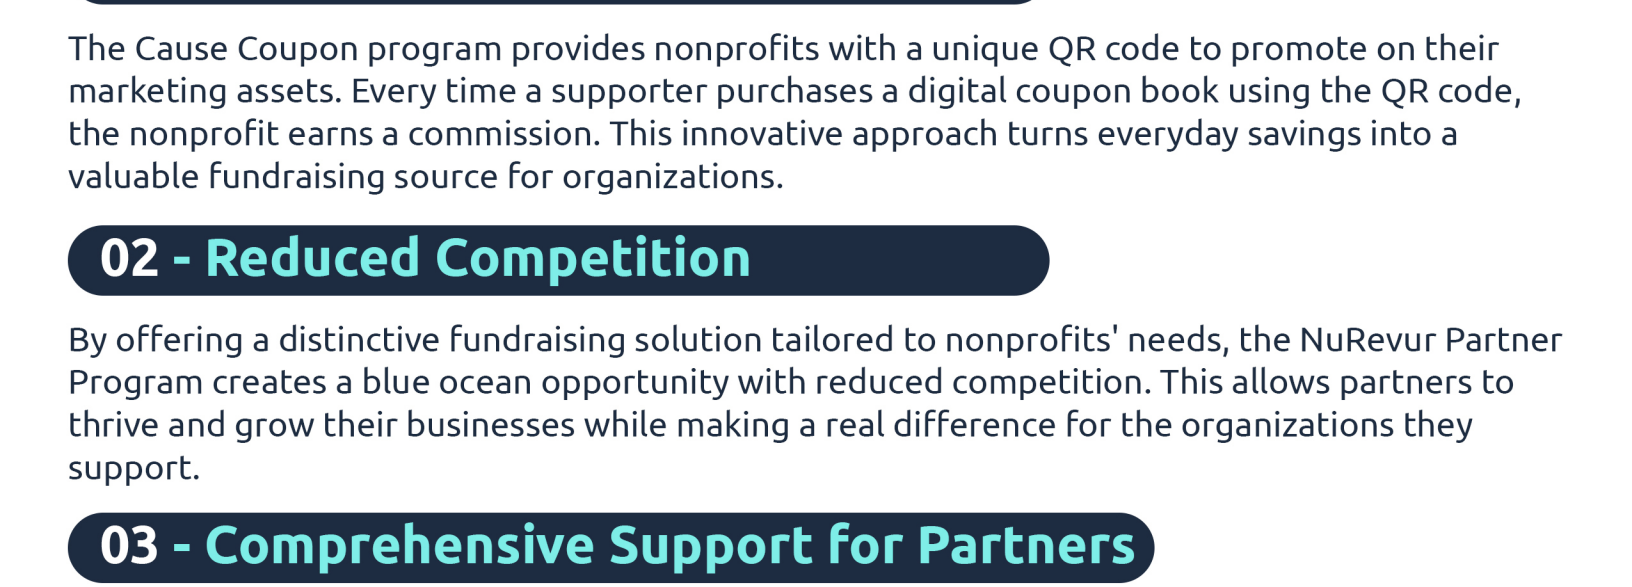 The Cause Coupon program provides nonprofits with a unique QR code to promote on their
marketing assets. Every time a supporter purchases a digital coupon book using the QR code,
the nonprofit earns a commission. This innovative approach turns everyday savings into a
valuable fundraising source for organizations.
02 - Reduced Competition
By offering a distinctive fundraising solution tailored to nonprofits' needs, the NuRevur Partner
Program creates a blue ocean opportunity with reduced competition. This allows partners to
thrive and grow their businesses while making a real difference for the organizations they
support.
03 - Comprehensive Support for Partners